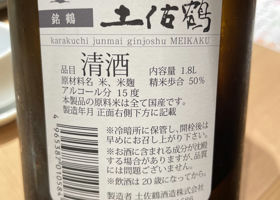 銘鶴 土佐鶴
karakuchi junmai ginjoshu MEIKAKU
品目 清酒 内容量 1.8L
原材料名 米、米麹 精米歩合 50%
アルコール分 15度
本品の原料米は全て国産です。
製造年月 正面右側下方に記載
※冷暗所に保管し、開栓後は
早めにお召し上がり下さい。
※お酒に含まれる成分が比殿
する場合がありますが、品質
には問題ございません。
※飲酒は20歳になってから。
製造者 土佐鶴酒造株式会